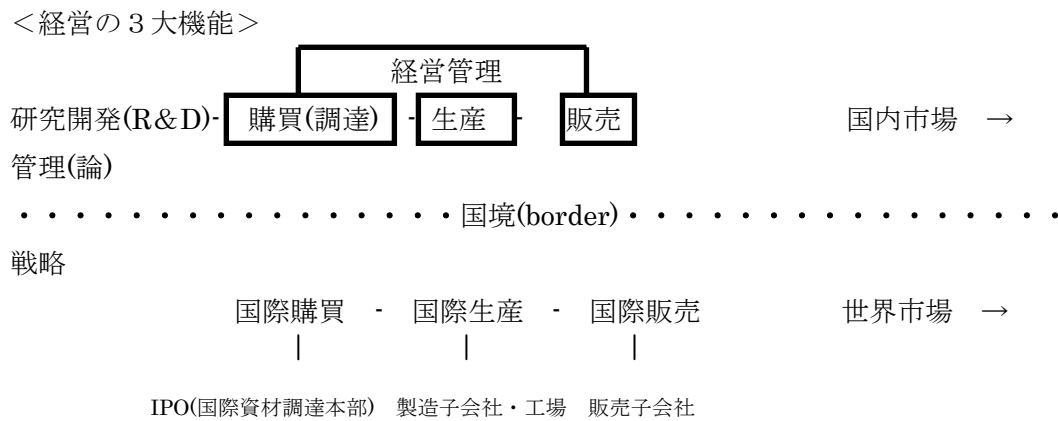 ＜経営の３大機能＞
経営管理
研究開発(R＆D)- 購買(調達) - 生産 - 販売 国内市場 →
管理(論)
・・・・・・・・・・・・・・・・国境(border)・・・・・・・・・・・・・・・・
戦略
国際購買 - 国際生産 - 国際販売 世界市場 →
IPO(国際資材調達本部) 製造子会社・工場 販売子会社